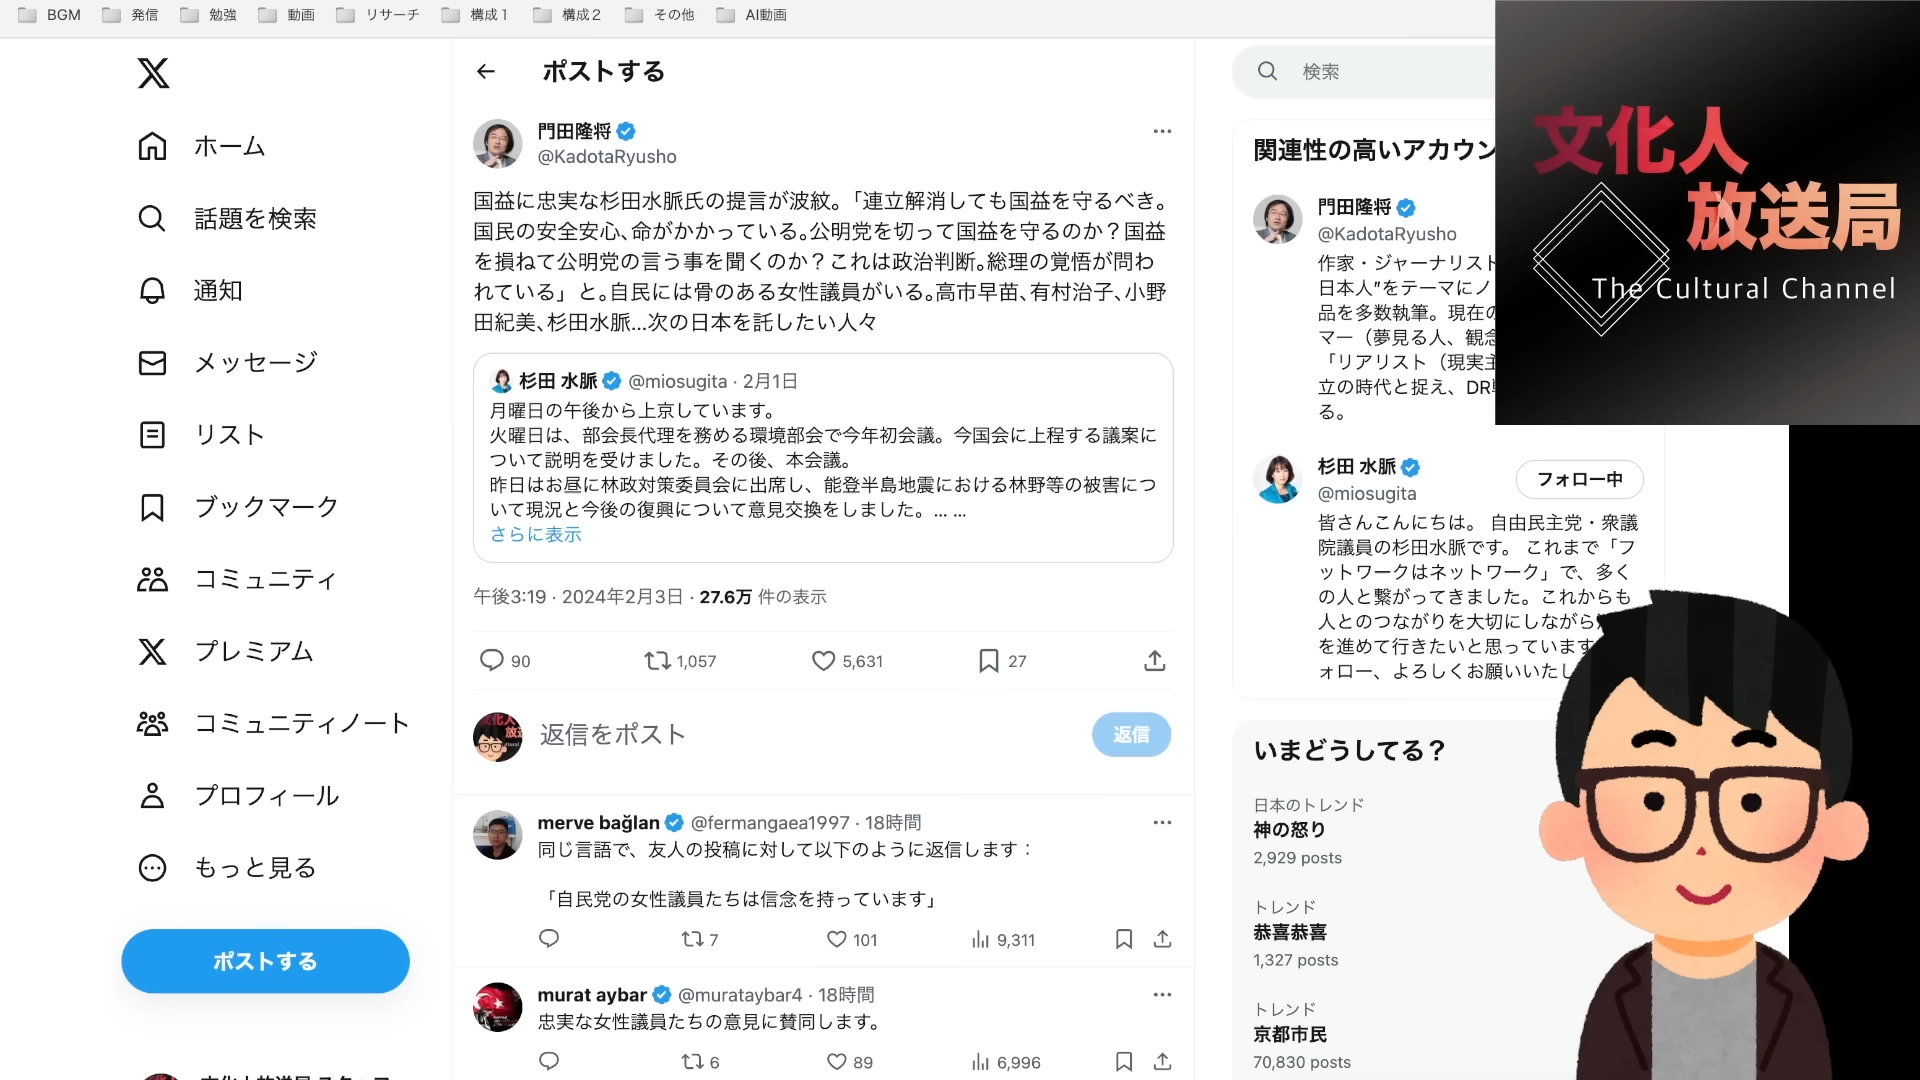 BGM 発信 勉強 動画 リサーチ 構成1 構成2 その他 AI動画
ホーム
話題を検索
通知
メッセージ
リスト
ブックマーク
コミュニティ
プレミアム
コミュニティノート
プロフィール
もっと見る
ポストする
ポストする
門田隆将
@KadotaRyusho
国益に忠実な杉田水脈氏の提言が波紋。「連立解消しても国益を守るべき。
国民の安全安心、命がかかっている。公明党を切って国益を守るのか？国益
を損ねて公明党の言う事を聞くのか？これは政治判断。総理の覚悟が問わ
れている」と。自民には骨のある女性議員がいる。高市早苗、有村治子、小野
田紀美、杉田水脈…次の日本を託したい人々
杉田 水脈 @miosugita · 2月1日
月曜日の午後から上京しています。
火曜日は、部会長代理を務める環境部会で今年初会議。今国会に上程する議案に
ついて説明を受けました。その後、本会議。
昨日はお昼に林政対策委員会に出席し、能登半島地震における林野等の被害につ
いて現況と今後の復興について意見交換をしました。... ...
さらに表示
午後3:19 · 2024年2月3日 · 27.6万 件の表示
90 1,057 5,631 27
返信をポスト
返信
merve bağlan @fermangaea1997 · 18時間
同じ言語で、友人の投稿に対して以下のように返信します：
「自民党の女性議員たちは信念を持っています」
7 101 9,311
murat aybar @murataybar4 · 18時間
忠実な女性議員たちの意見に賛同します。
6 89 6,996
検索
関連性の高いアカウン
門田隆将
@KadotaRyusho
作家・ジャーナリスト
日本人"をテーマにノ
品を多数執筆。現在の
マー（夢見る人、観念
「リアリスト（現実主
立の時代と捉え、DR
る。
杉田 水脈
@miosugita
フォロー中
皆さんこんにちは。 自由民主党・衆議
院議員の杉田水脈です。 これまで「フ
ットワークはネットワーク」で、多く
の人と繋がってきました。これからも
人とのつながりを大切にしながら
を進めて行きたいと思っています
ォロー、よろしくお願いいたし
いまどうしてる？
日本のトレンド
神の怒り
2,929 posts
トレンド
恭喜恭喜
1,327 posts
トレンド
京都市民
70,830 posts
文化人
放送局
The Cultural Channel